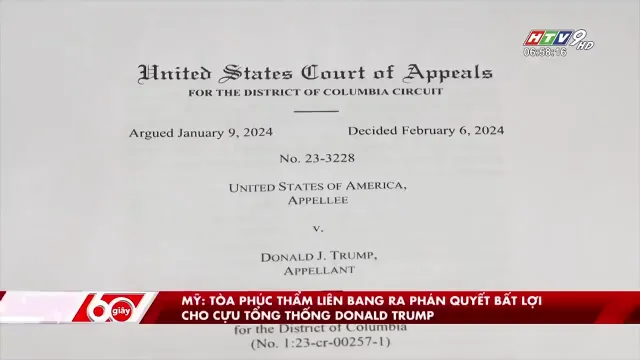 HTV9 HD
06:58:16
United States Court of Appeals
FOR THE DISTRICT OF COLUMBIA CIRCUIT
Argued January 9, 2024 Decided February 6, 2024
No. 23-3228
UNITED STATES OF AMERICA,
APPELLEE
v.
DONALD J. TRUMP,
APPELLANT
60 giây
MỸ: TÒA PHÚC THẨM LIÊN BANG RA PHÁN QUYẾT BẤT LỢI
CHO CỰU TỔNG THỐNG DONALD TRUMP
for the District of Columbia
(No. 1:23-cr-00257-1)